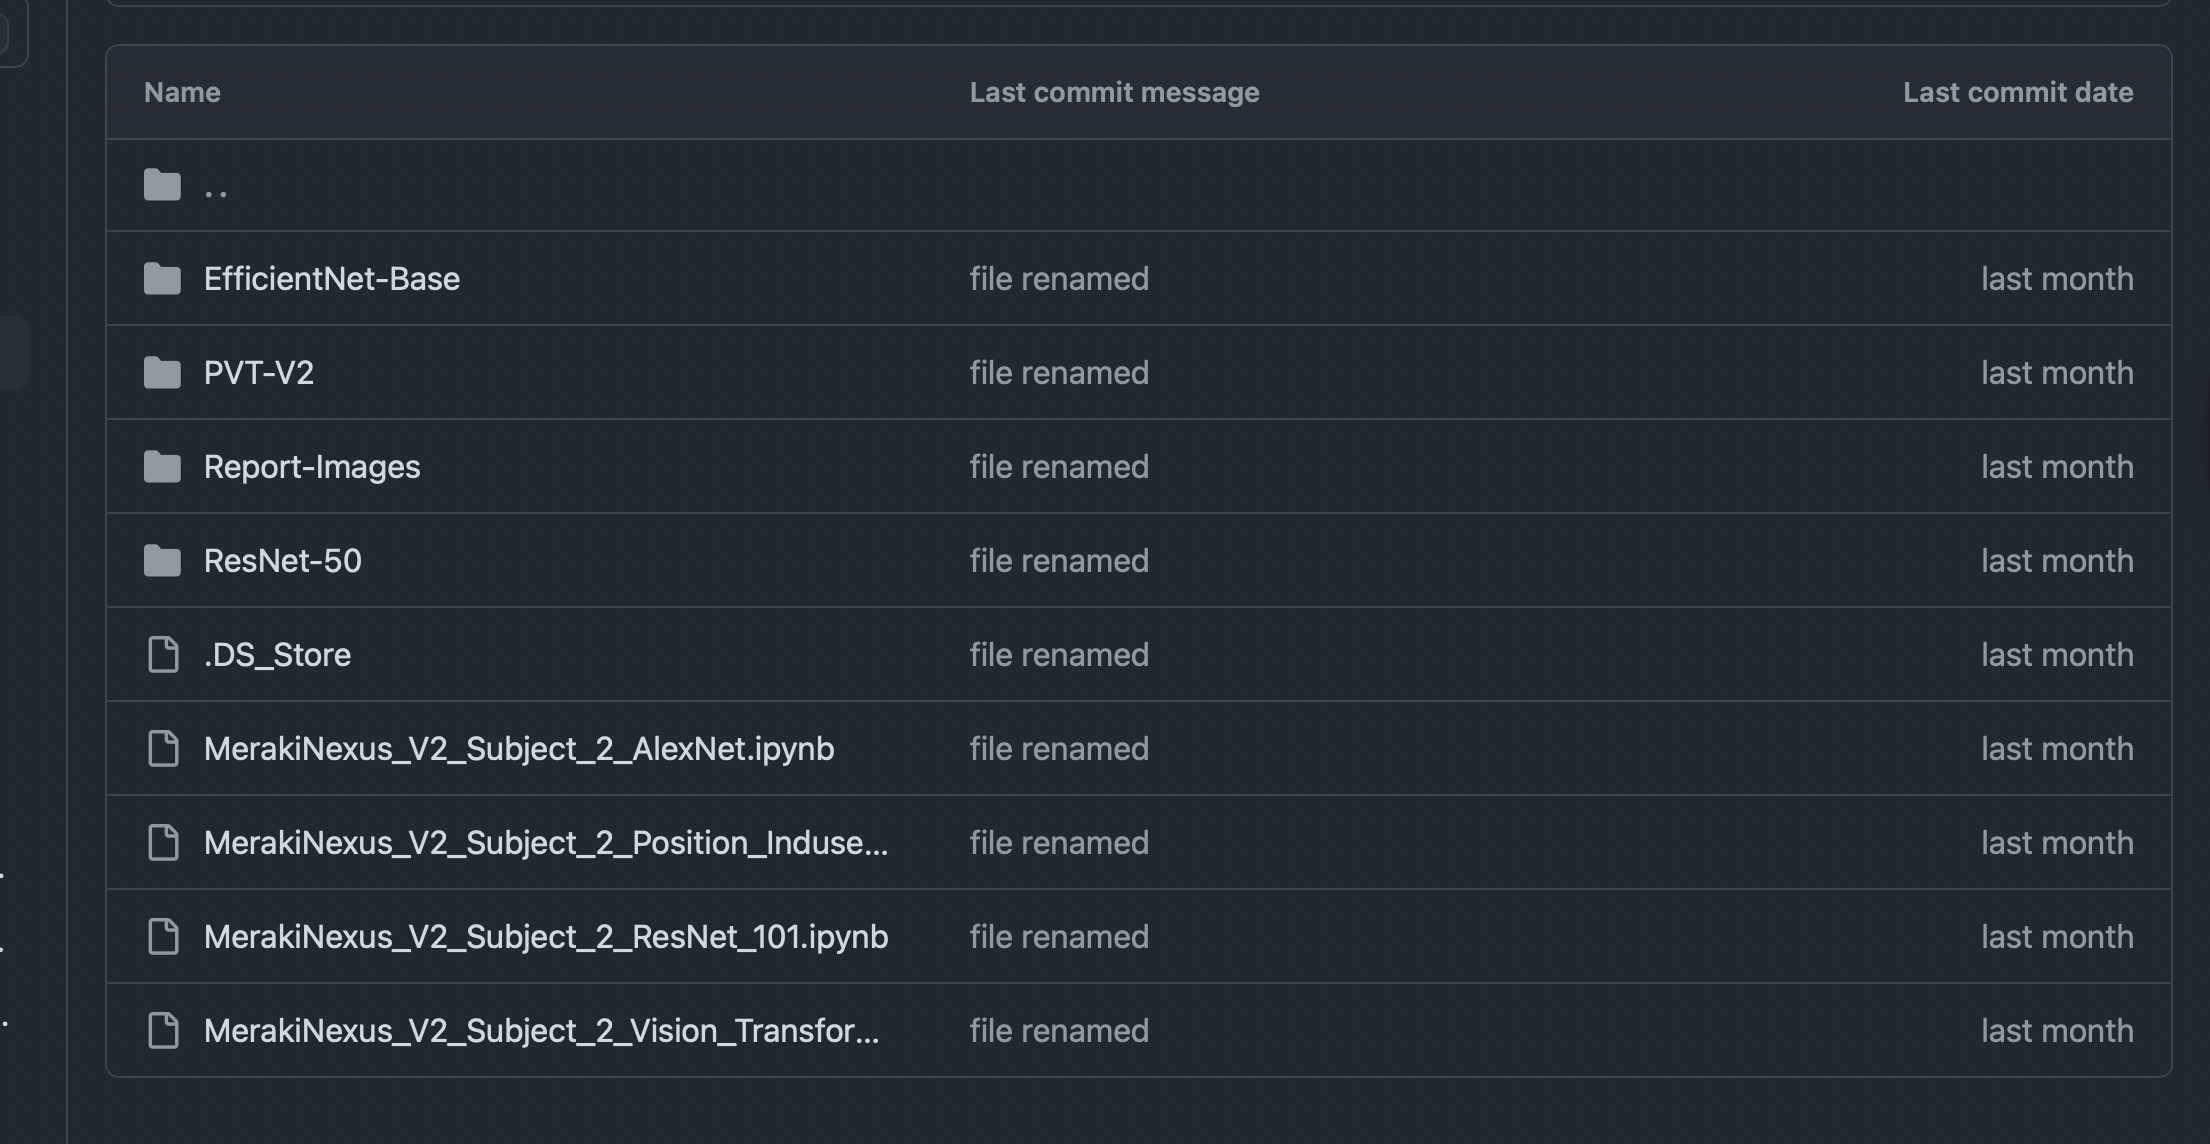 Name Last commit message Last commit date
..
EfficientNet-Base file renamed last month
PVT-V2 file renamed last month
Report-Images file renamed last month
ResNet-50 file renamed last month
.DS_Store file renamed last month
MerakiNexus_V2_Subject_2_AlexNet.ipynb file renamed last month
MerakiNexus_V2_Subject_2_Position_Induse... file renamed last month
MerakiNexus_V2_Subject_2_ResNet_101.ipynb file renamed last month
MerakiNexus_V2_Subject_2_Vision_Transfor... file renamed last month